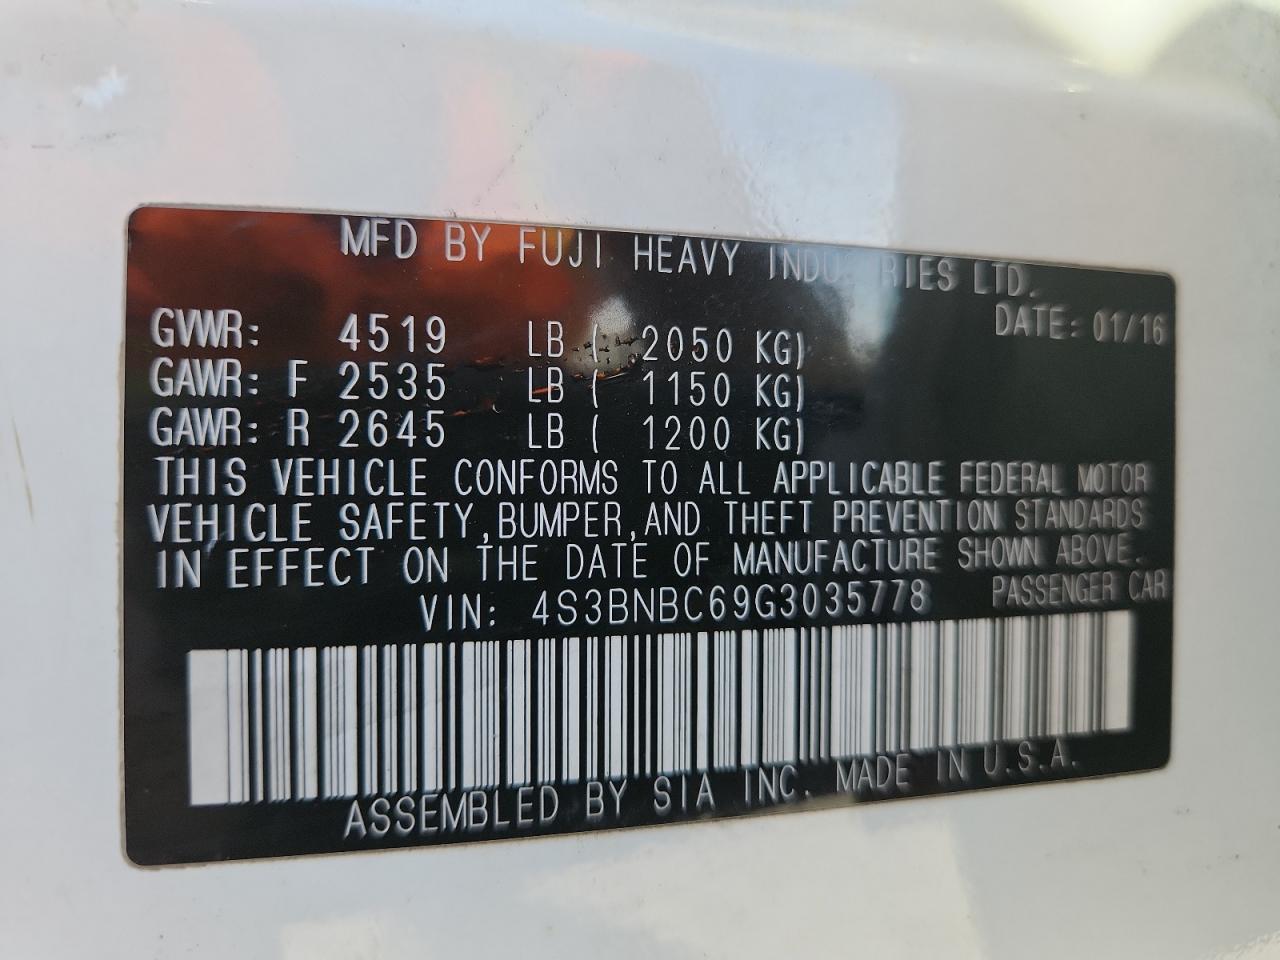 MFD BY FUJI HEAVY INDUSTRIES LTD.
DATE: 01/16
GVWR: 4519 LB ( 2050 KG)
GAWR: F 2535 LB ( 1150 KG)
GAWR: R 2645 LB ( 1200 KG)
THIS VEHICLE CONFORMS TO ALL APPLICABLE FEDERAL MOTOR
VEHICLE SAFETY,BUMPER,AND THEFT PREVENTION STANDARDS
IN EFFECT ON THE DATE OF MANUFACTURE SHOWN ABOVE.
VIN: 4S3BNBC69G3035778 PASSENGER CAR
ASSEMBLED BY SIA INC. MADE IN U.S.A.